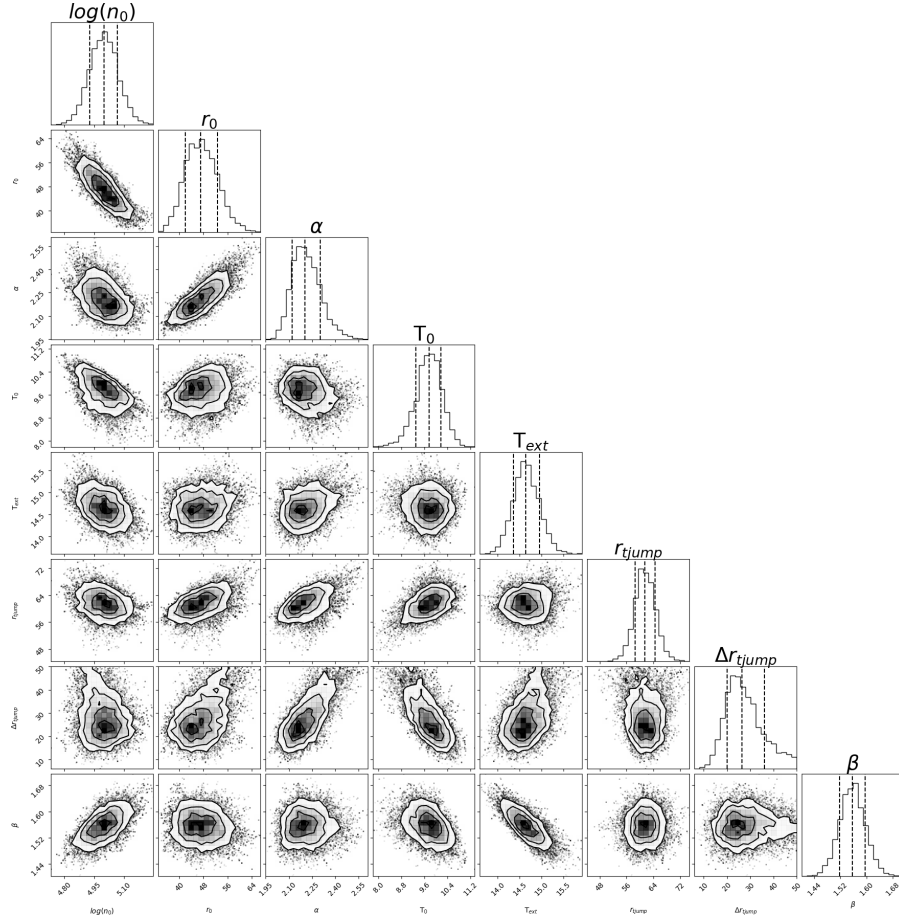 log(n₀)
r₀
64
56
48
40
r₀
α
2.55
2.40
2.25
2.10
1.95
α
T₀
11.2
10.4
9.6
8.8
8.0
T₀
T_ext
15.5
15.0
14.5
14.0
T_ext
r_tjump
72
64
56
48
r_tjump
Δr_tjump
50
40
30
20
10
Δr_tjump
β
1.68
1.60
1.52
1.44
β
4.80 4.95 5.10
40 48 56 64
1.95 2.10 2.25 2.40 2.55
8.0 8.8 9.6 10.4 11.2
14.0 14.5 15.0 15.5
48 56 64 72
10 20 30 40 50
1.44 1.52 1.60 1.68
log(n₀) r₀ α T₀ T_ext r_tjump Δr_tjump β